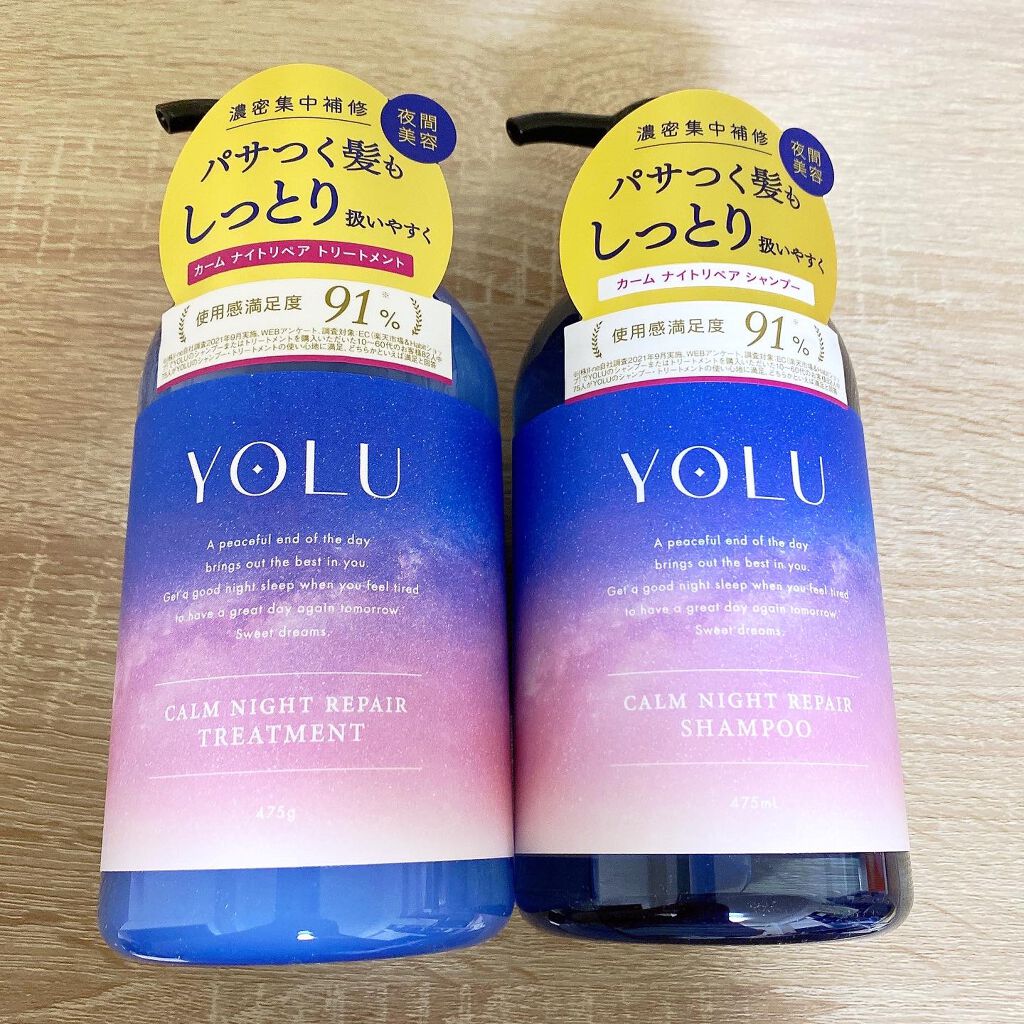 濃密集中補修
夜間
美容
パサつく髪も
しっとり 扱いやすく
カーム ナイトリペア トリートメント
使用感満足度 91%※
YOLU
A peaceful end of the day
brings out the best in you.
Get a good night sleep when you feel tired
to have a great day again tomorrow.
Sweet dreams.
CALM NIGHT REPAIR
TREATMENT
475g
濃密集中補修
夜間
美容
パサつく髪も
しっとり 扱いやすく
カーム ナイトリペア シャンプー
使用感満足度 91%※
YOLU
A peaceful end of the day
brings out the best in you.
Get a good night sleep when you feel tired
to have a great day again tomorrow.
Sweet dreams.
CALM NIGHT REPAIR
SHAMPOO
475mL